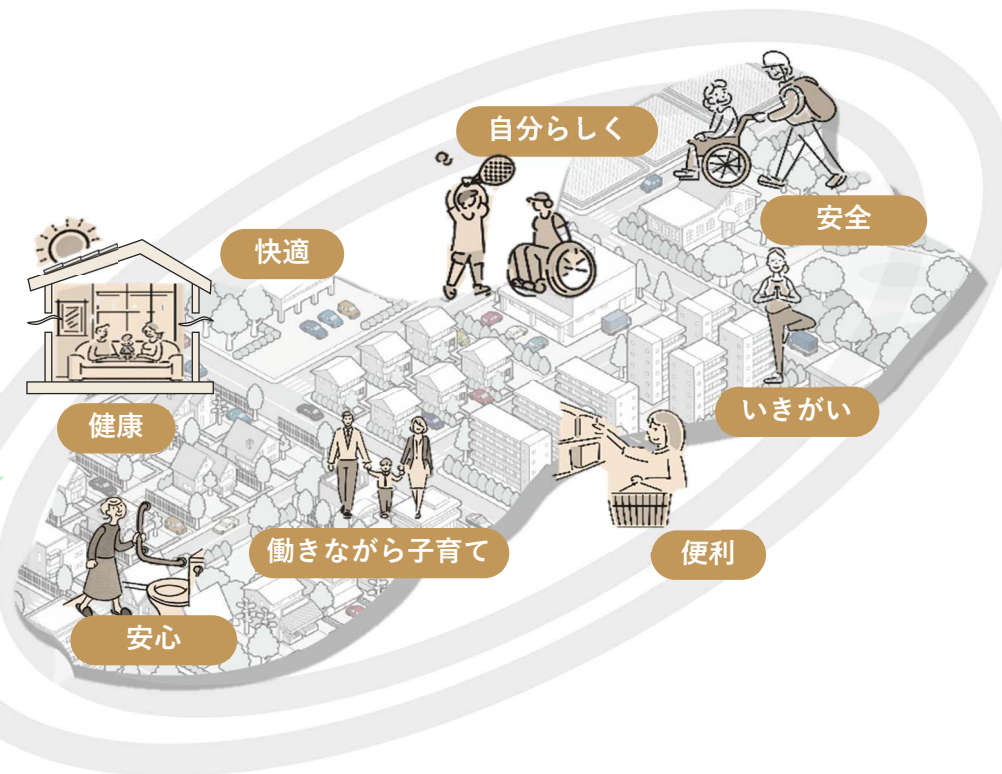 自分らしく
安全
快適
いきがい
健康
働きながら子育て
便利
安心